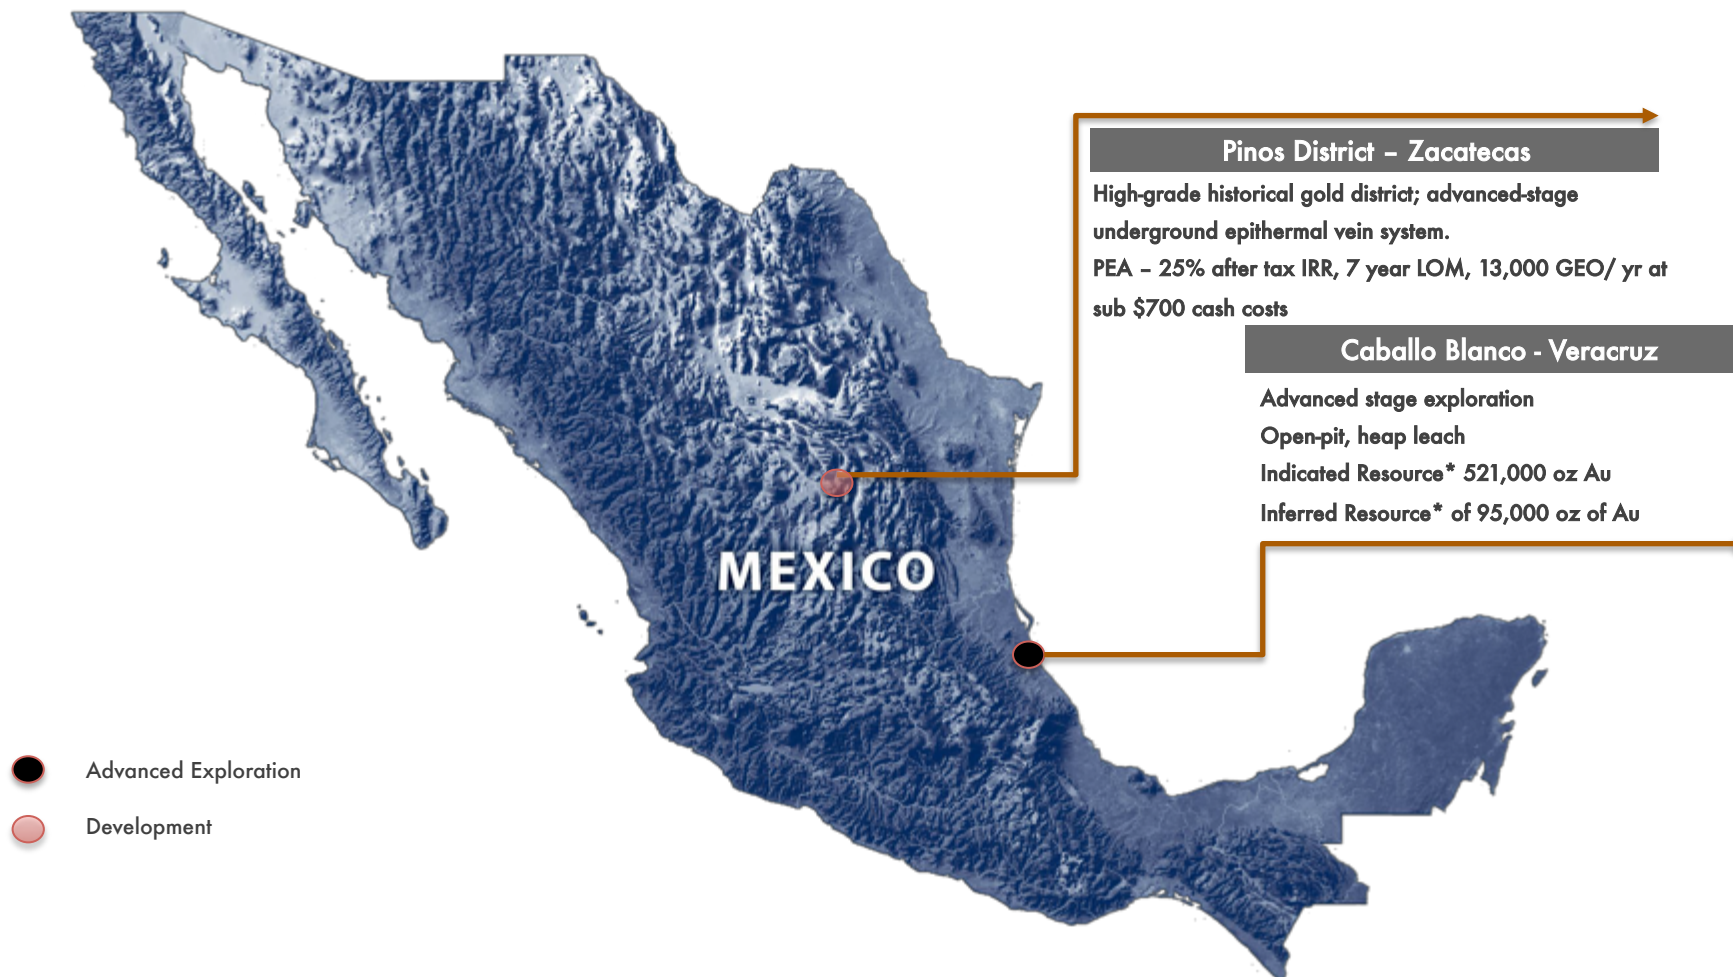 Pinos District – Zacatecas
High-grade historical gold district; advanced-stage
underground epithermal vein system.
PEA – 25% after tax IRR, 7 year LOM, 13,000 GEO/ yr at
sub $700 cash costs
Caballo Blanco - Veracruz
Advanced stage exploration
Open-pit, heap leach
Indicated Resource* 521,000 oz Au
Inferred Resource* of 95,000 oz of Au
MEXICO
Advanced Exploration
Development